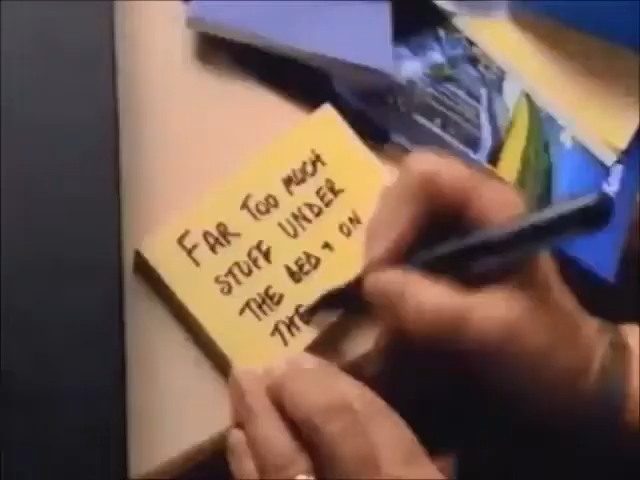 FAR TOO MUCH
STUFF UNDER
THE BED + ON
THE